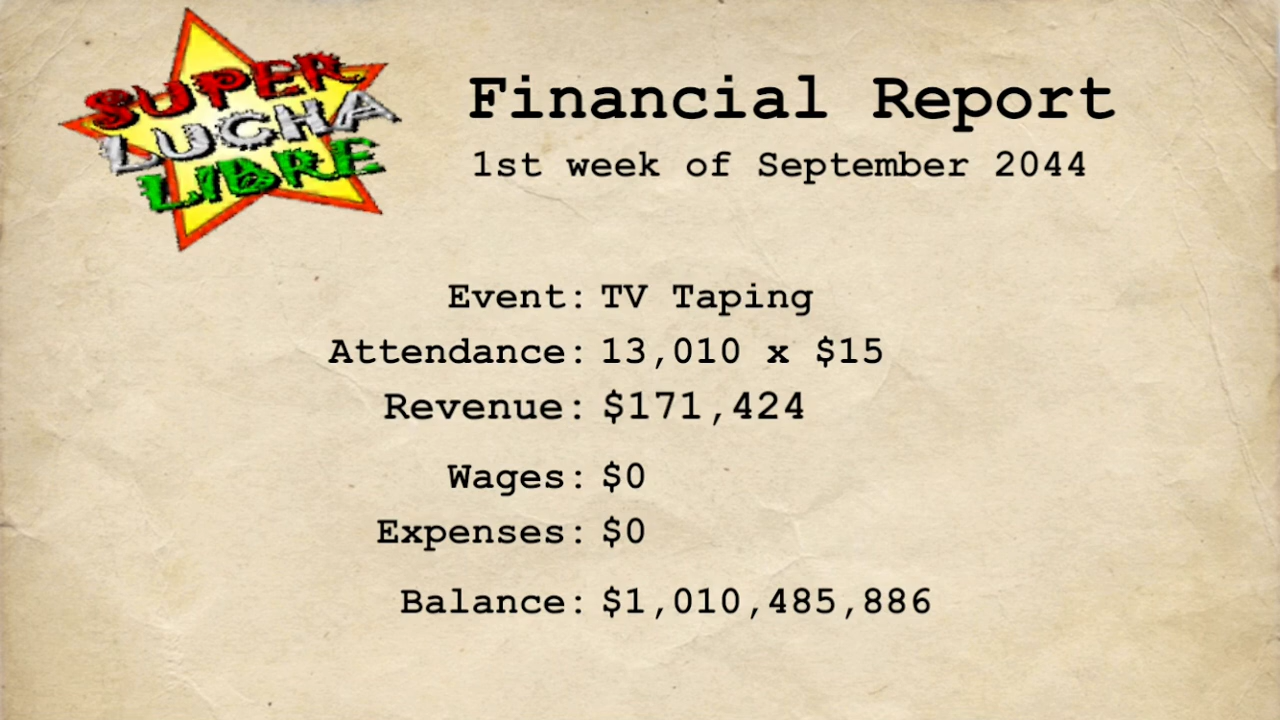 SUPER
LUCHA
LIBRE
Financial Report
1st week of September 2044
Event: TV Taping
Attendance: 13,010 x $15
Revenue: $171,424
Wages: $0
Expenses: $0
Balance: $1,010,485,886